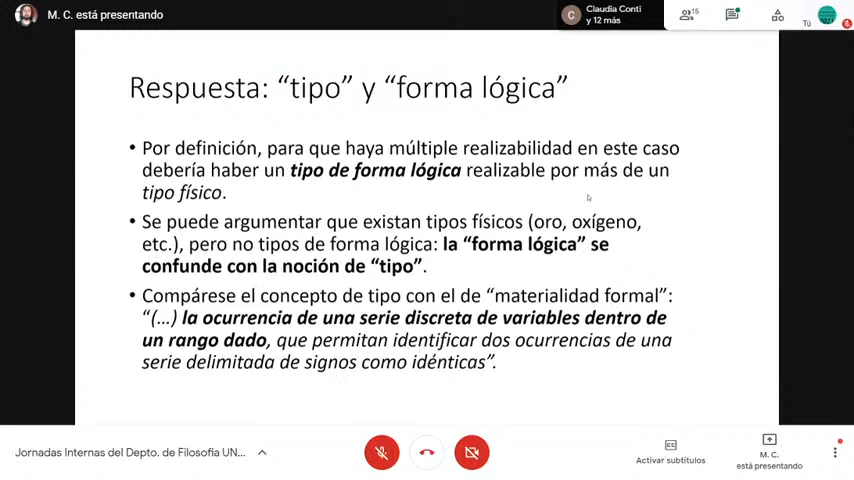 M. C. está presentando
Claudia Conti
y 12 más
C
15
Tú
Respuesta: “tipo” y “forma lógica”
• Por definición, para que haya múltiple realizabilidad en este caso
debería haber un tipo de forma lógica realizable por más de un
tipo físico.
• Se puede argumentar que existan tipos físicos (oro, oxígeno,
etc.), pero no tipos de forma lógica: la “forma lógica” se
confunde con la noción de “tipo”.
• Compárese el concepto de tipo con el de “materialidad formal”:
“(…) la ocurrencia de una serie discreta de variables dentro de
un rango dado, que permitan identificar dos ocurrencias de una
serie delimitada de signos como idénticas”.
Jornadas Internas del Depto. de Filosofia UN...
CC
Activar subtítulos
M. C.
está presentando